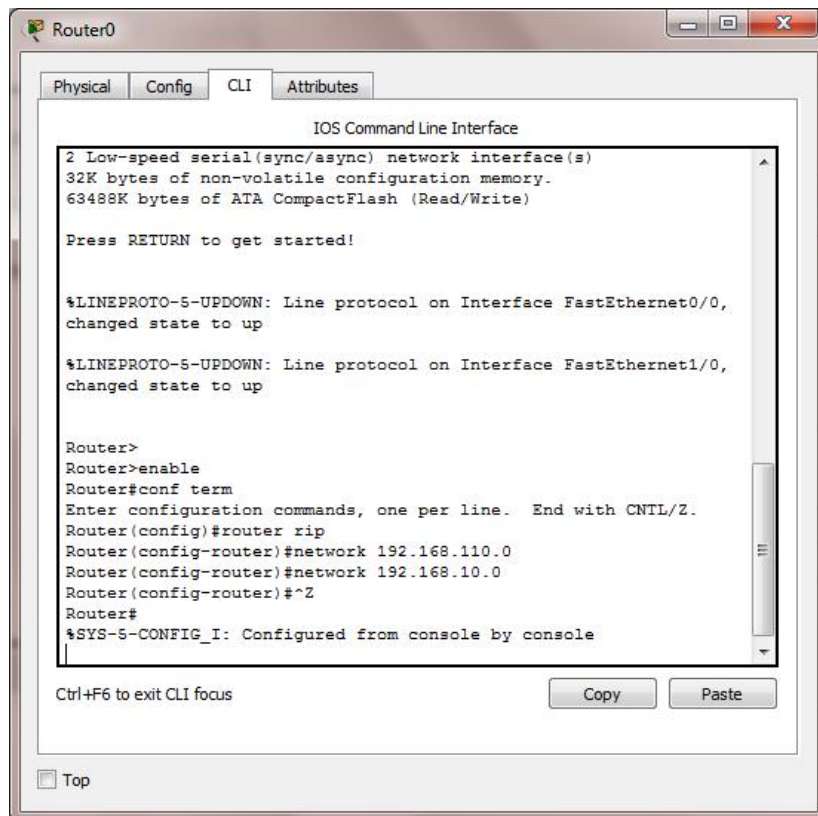 Router0
Physical Config CLI Attributes
IOS Command Line Interface
2 Low-speed serial(sync/async) network interface(s)
32K bytes of non-volatile configuration memory.
63488K bytes of ATA CompactFlash (Read/Write)
Press RETURN to get started!
%LINEPROTO-5-UPDOWN: Line protocol on Interface FastEthernet0/0,
changed state to up
%LINEPROTO-5-UPDOWN: Line protocol on Interface FastEthernet1/0,
changed state to up
Router>
Router>enable
Router#conf term
Enter configuration commands, one per line.  End with CNTL/Z.
Router(config)#router rip
Router(config-router)#network 192.168.110.0
Router(config-router)#network 192.168.10.0
Router(config-router)#^Z
Router#
%SYS-5-CONFIG_I: Configured from console by console
Ctrl+F6 to exit CLI focus
Copy Paste
Top